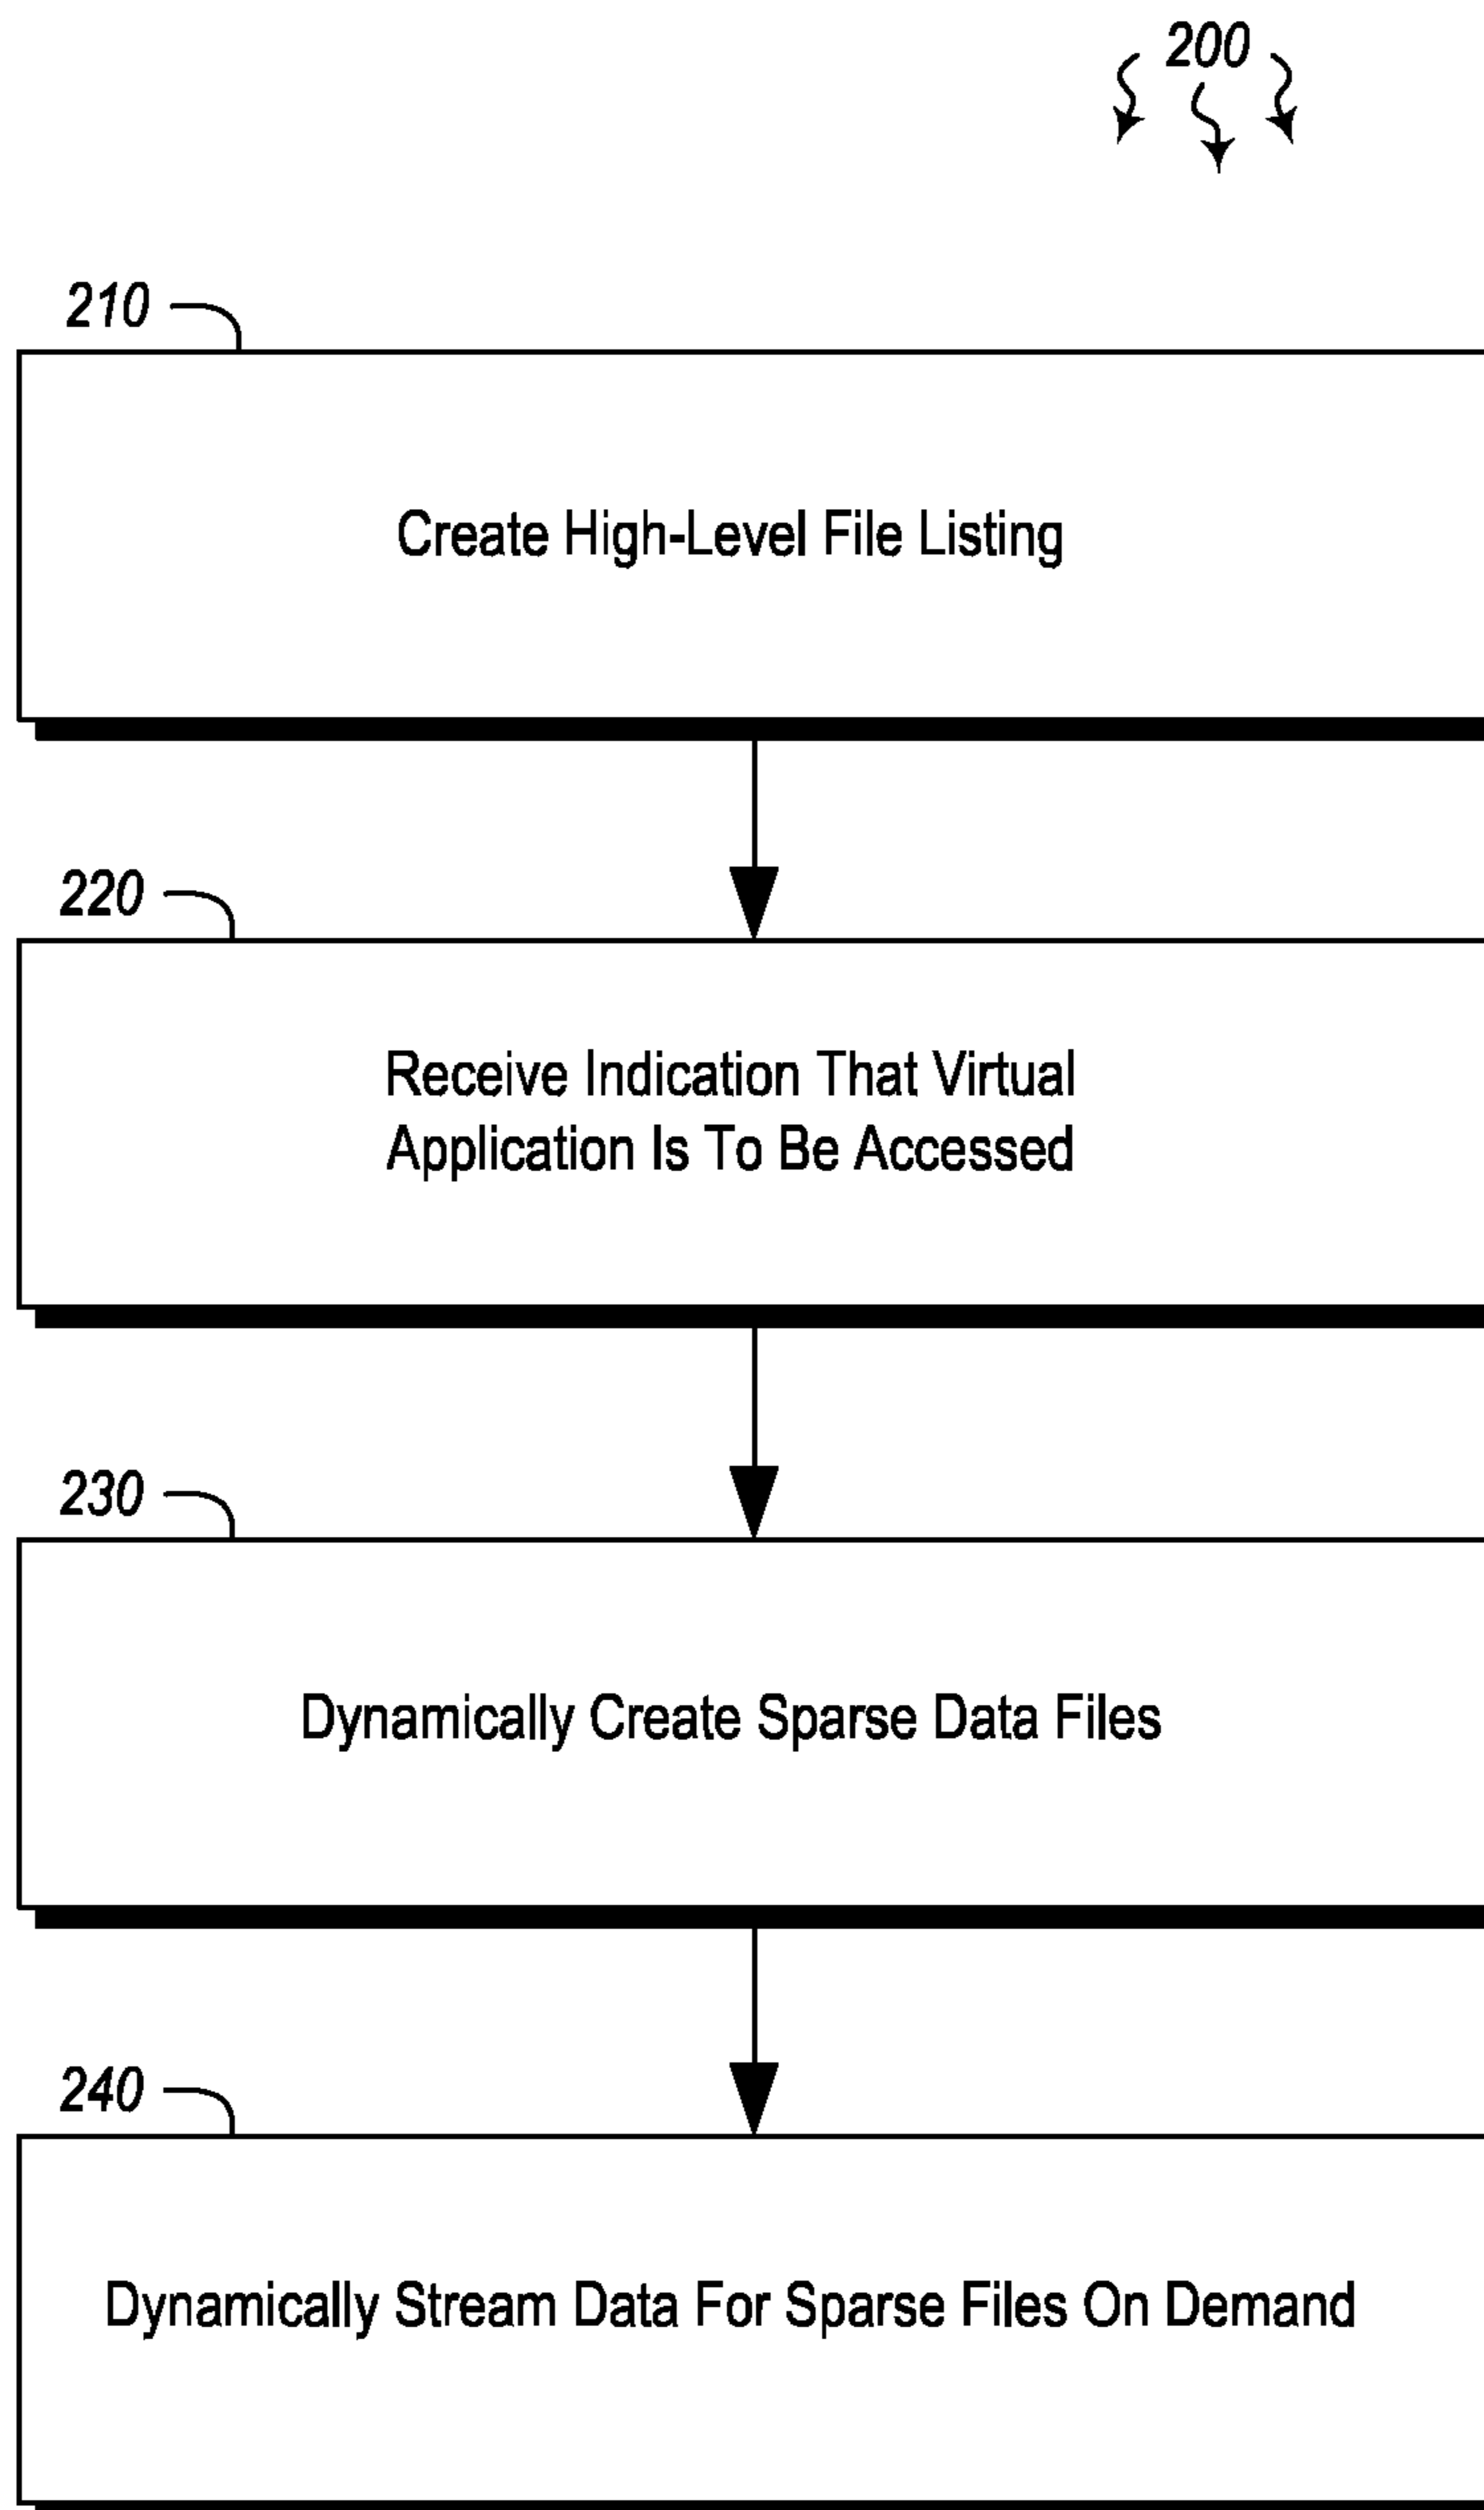 200
210
Create High-Level File Listing
220
Receive Indication That Virtual
Application Is To Be Accessed
230
Dynamically Create Sparse Data Files
240
Dynamically Stream Data For Sparse Files On Demand